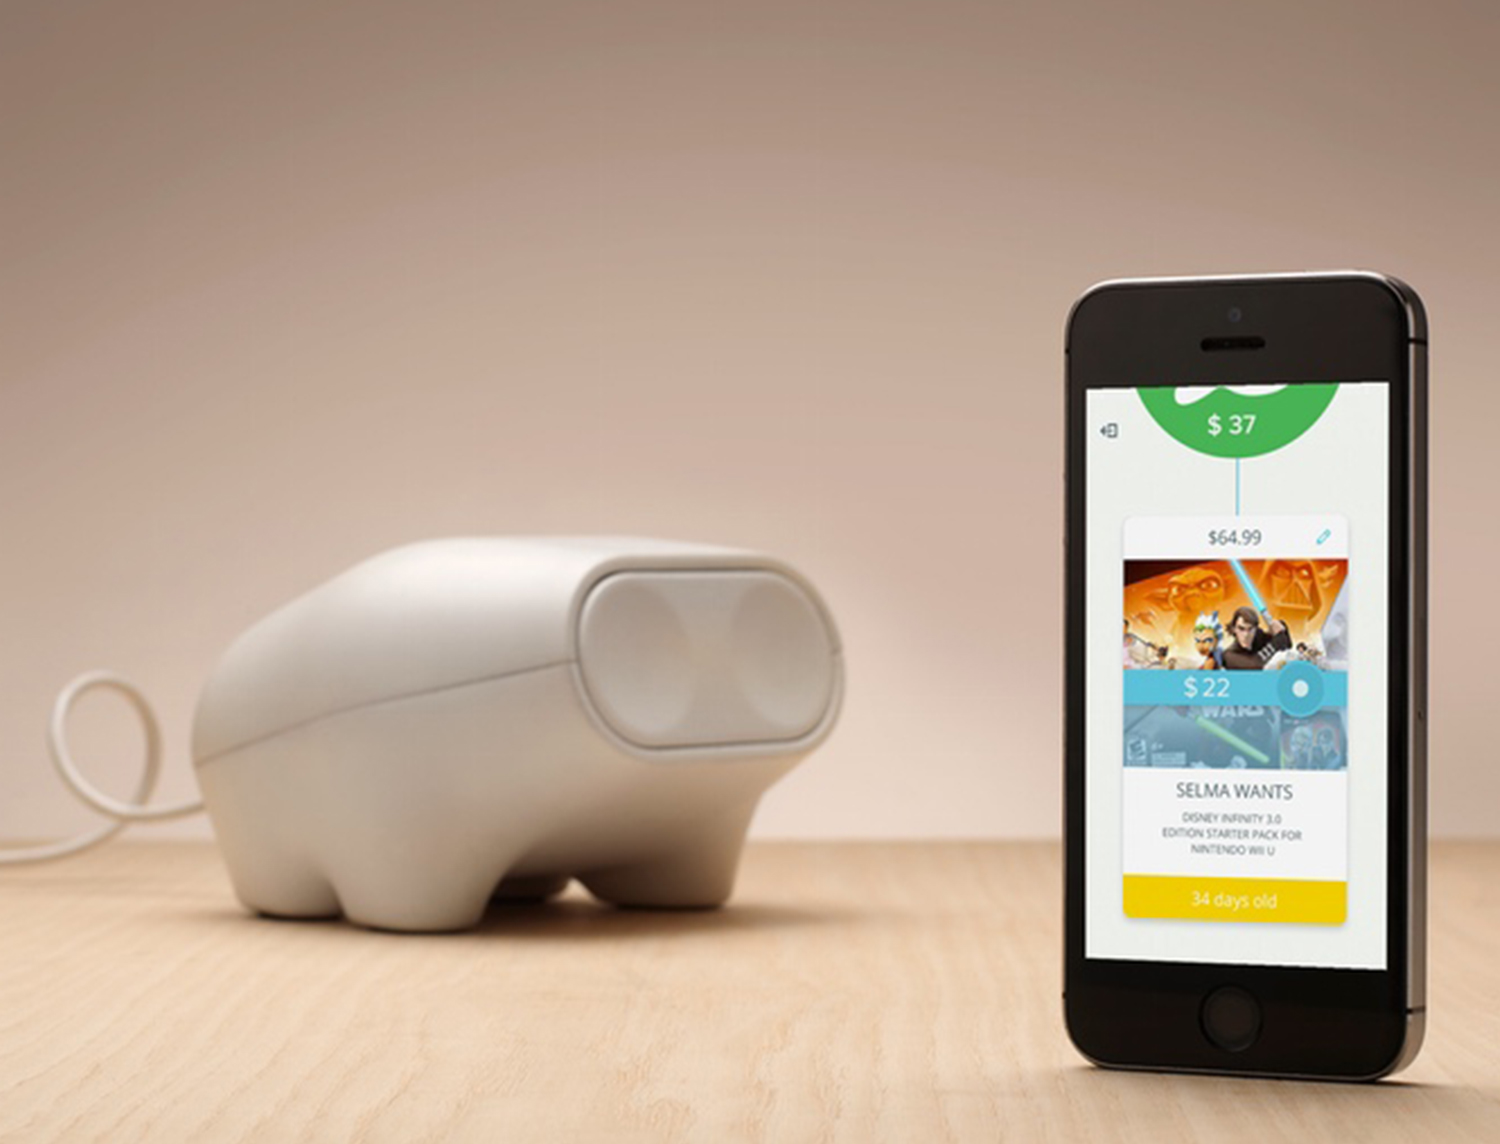 $ 37
$64.99
$ 22
WARS
SELMA WANTS
DISNEY INFINITY 3.0
EDITION STARTER PACK FOR
NINTENDO WII U
34 days old